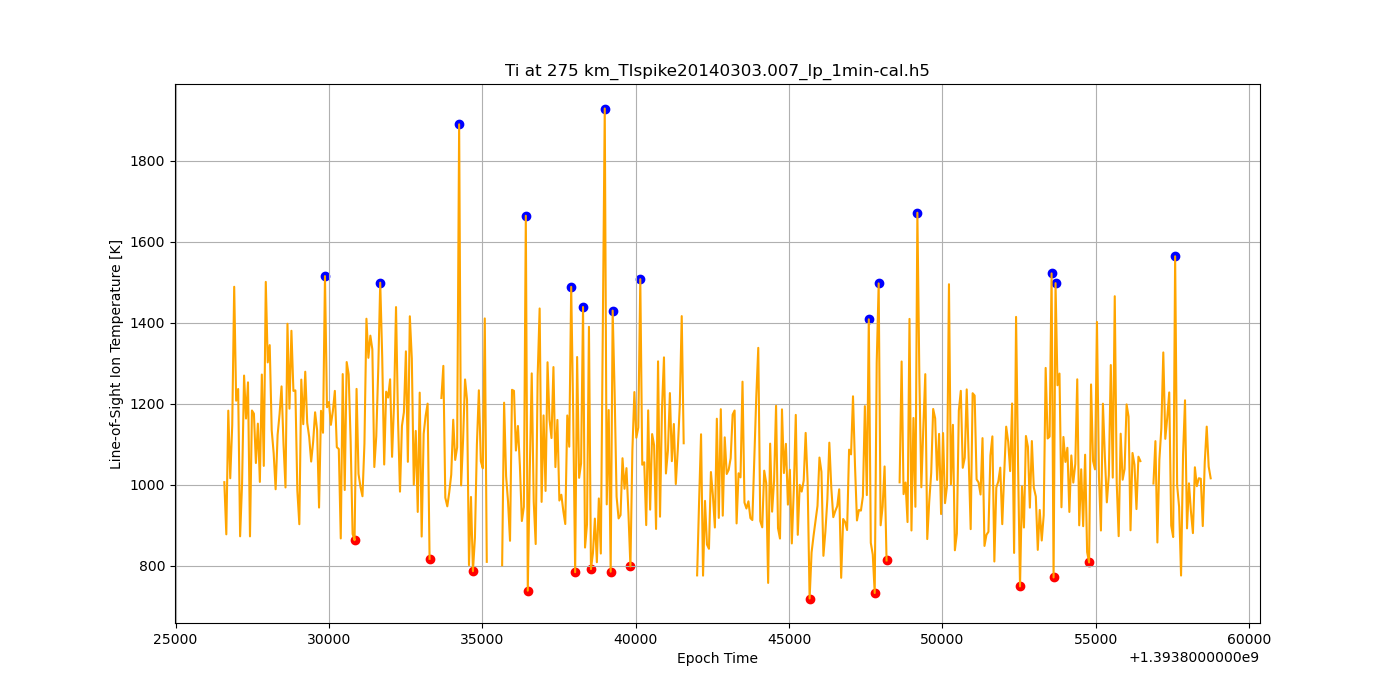 Ti at 275 km_TIspike20140303.007_lp_1min-cal.h5
Line-of-Sight Ion Temperature [K]
1800
1600
1400
1200
1000
800
25000 30000 35000 40000 45000 50000 55000 60000
Epoch Time
+1.3938000000e9